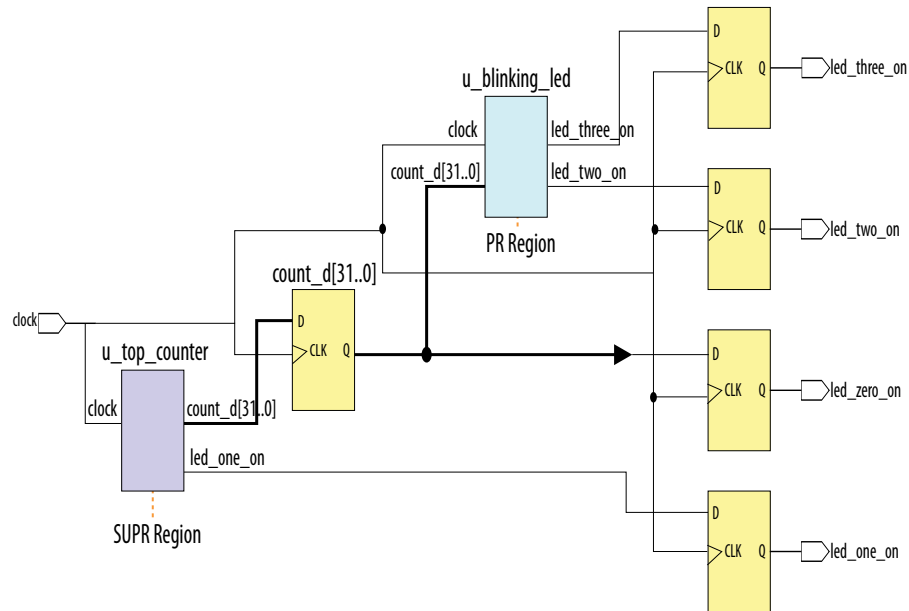 D
CLK Q
led_three_on
u_blinking_led
clock
led_three_on
count_d[31..0]
led_two_on
D
CLK Q
led_two_on
PR Region
count_d[31..0]
D
CLK Q
clock
u_top_counter
D
CLK Q
led_zero_on
clock
count_d[31..0]
led_one_on
SUPR Region
D
CLK Q
led_one_on